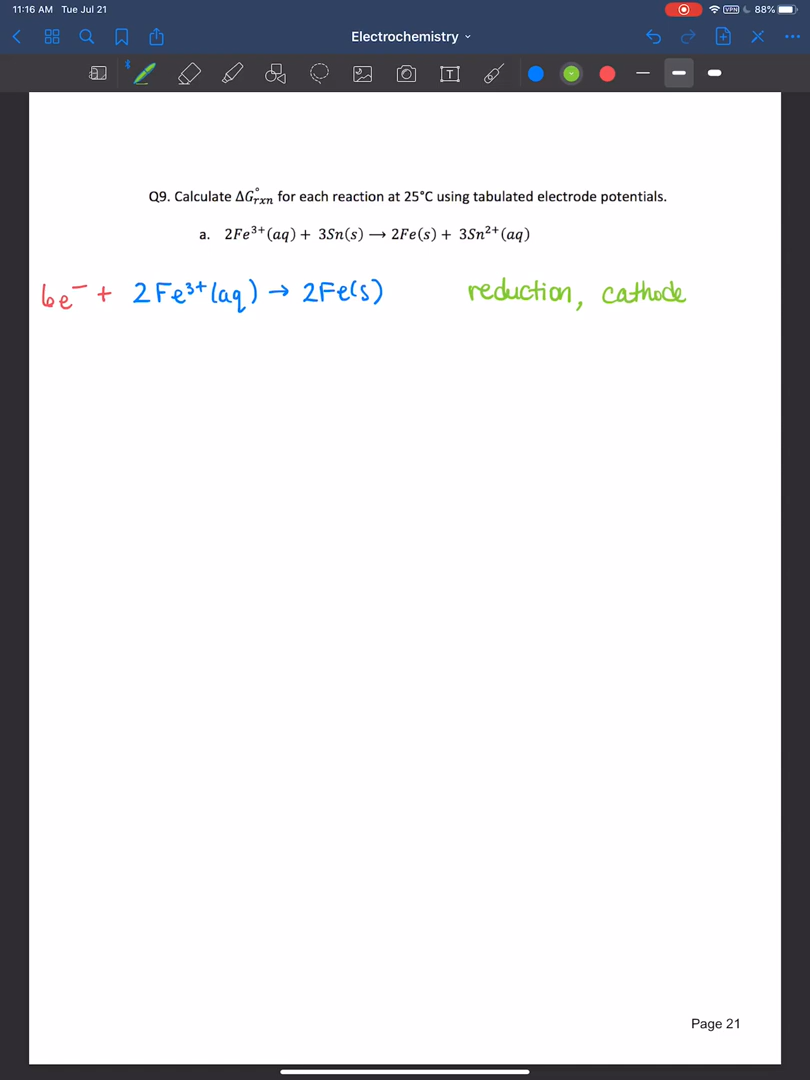 11:16 AM Tue Jul 21
VPN 88%
Electrochemistry
T
Q9. Calculate ΔG°rxn for each reaction at 25°C using tabulated electrode potentials.
a. 2Fe³⁺(aq) + 3Sn(s) → 2Fe(s) + 3Sn²⁺(aq)
6e⁻ + 2Fe³⁺(aq) → 2Fe(s) reduction, cathode
Page 21